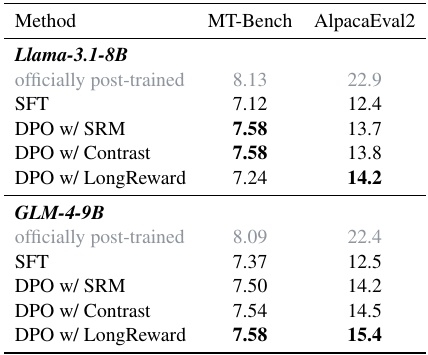 Method MT-Bench AlpacaEval2
Llama-3.1-8B
officially post-trained 8.13 22.9
SFT 7.12 12.4
DPO w/ SRM 7.58 13.7
DPO w/ Contrast 7.58 13.8
DPO w/ LongReward 7.24 14.2
GLM-4-9B
officially post-trained 8.09 22.4
SFT 7.37 12.5
DPO w/ SRM 7.50 14.2
DPO w/ Contrast 7.54 14.5
DPO w/ LongReward 7.58 15.4